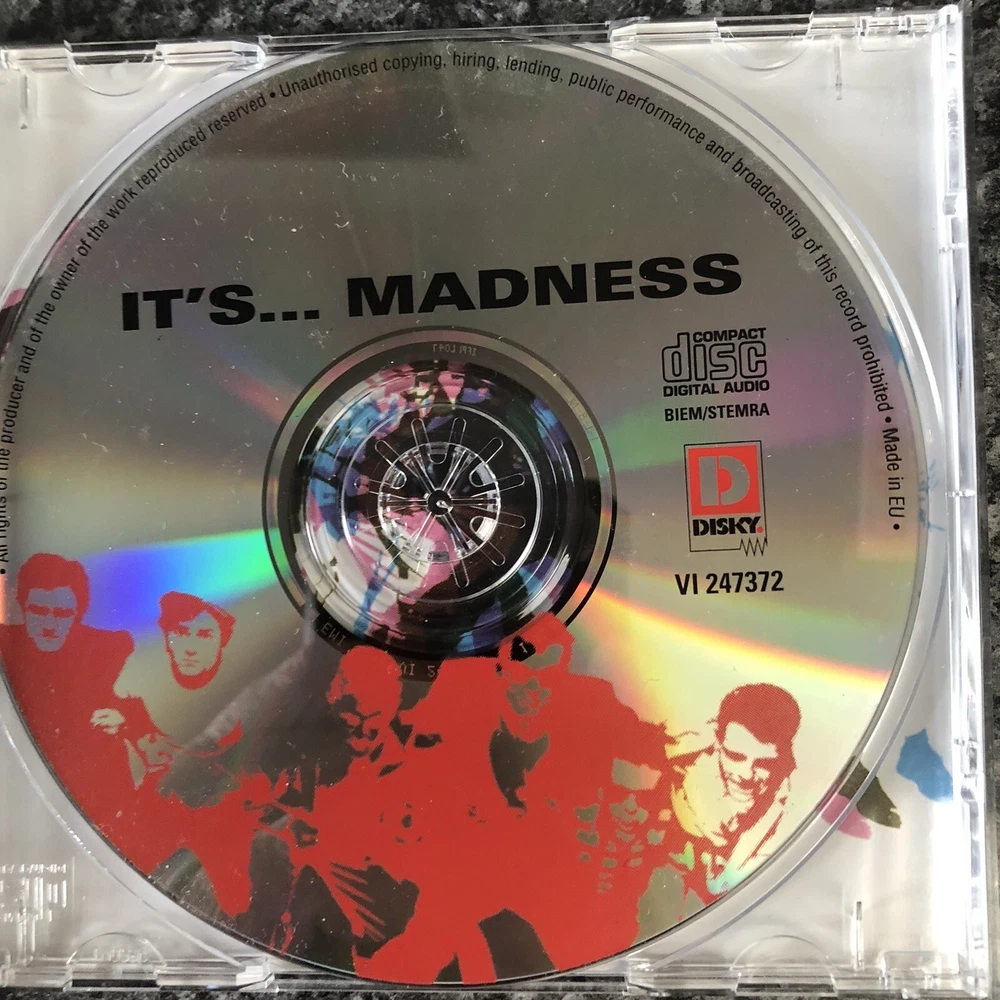 • All rights of the producer and of the owner of the work reproduced reserved • Unauthorised copying, hiring, lending, public performance and broadcasting of this record prohibited • Made in EU •
IT'S... MADNESS
COMPACT
disc
DIGITAL AUDIO
BIEM/STEMRA
D
DISKY.
VI 247372
EMI